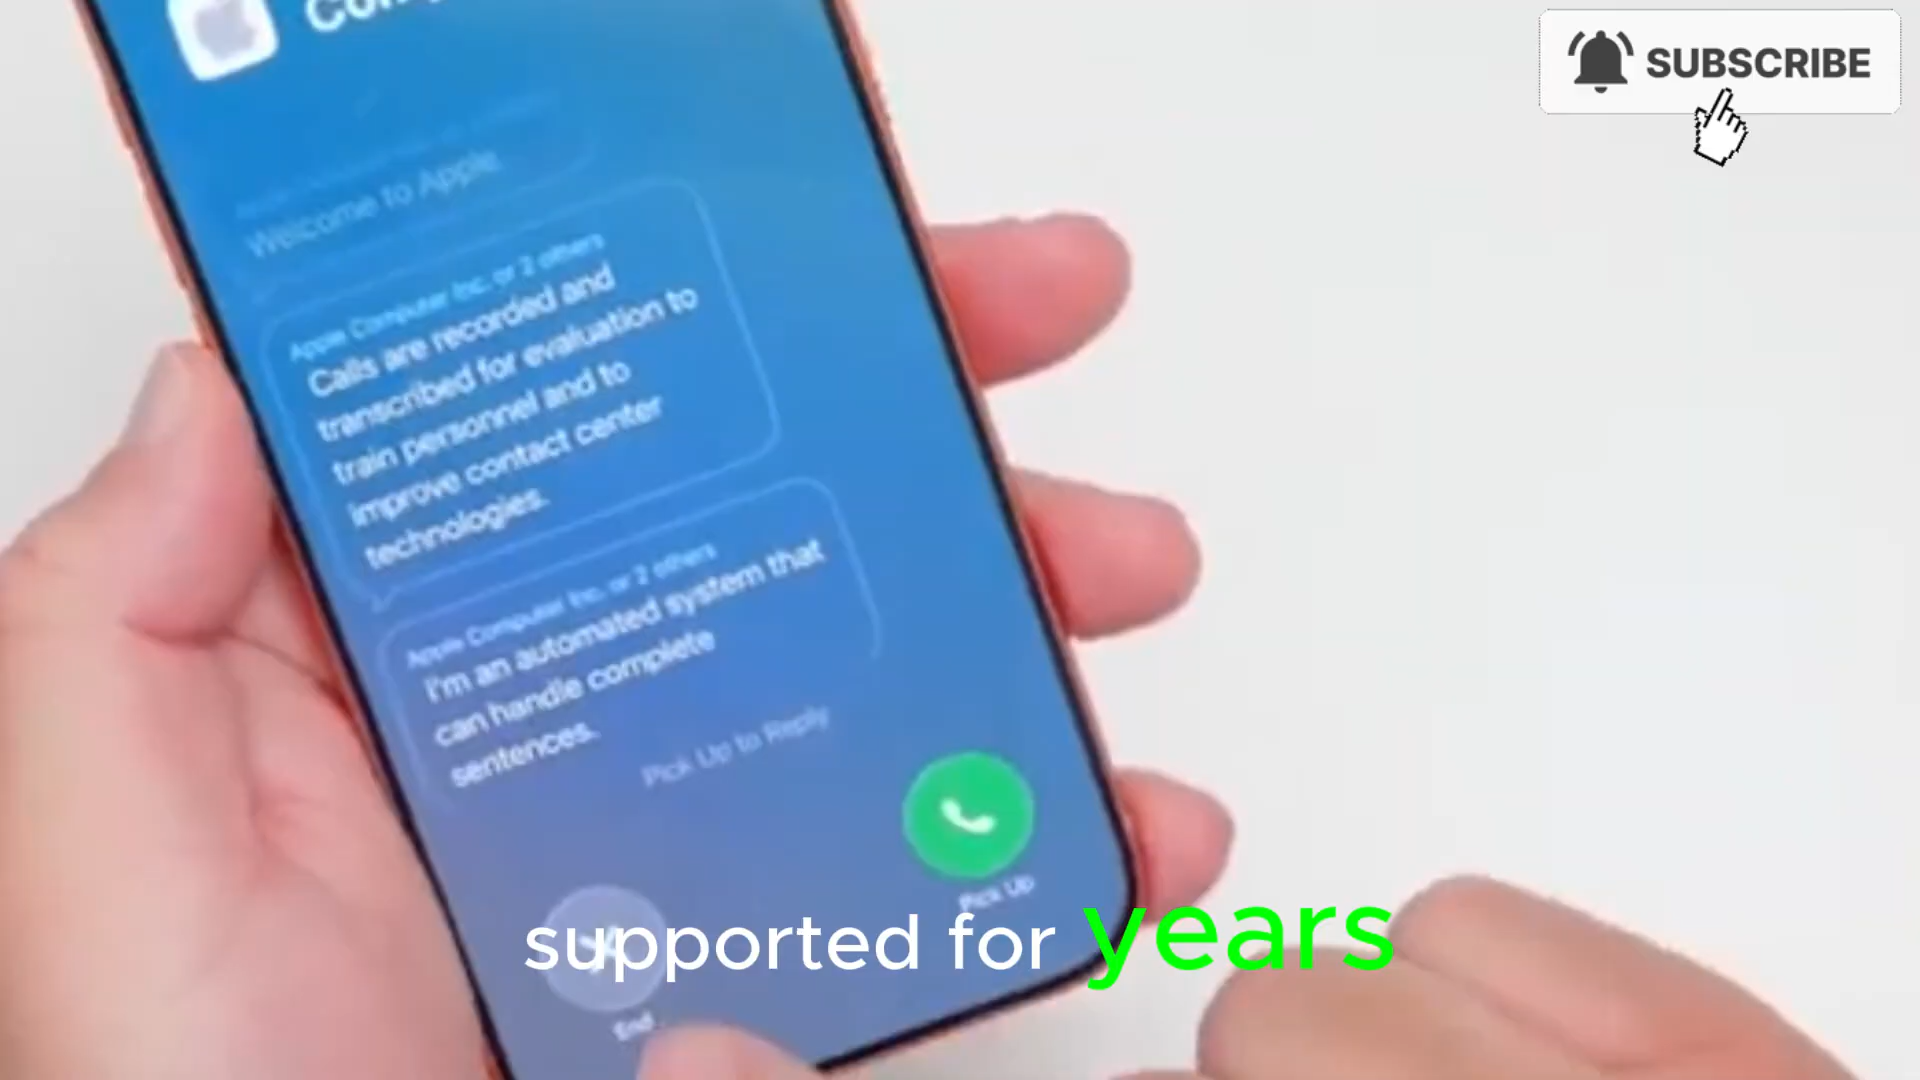 SUBSCRIBE
Welcome to Apple
Apple Computer Inc. or 2 others
Calls are recorded and
transcribed for evaluation to
train personnel and to
improve contact center
technologies.
Apple Computer Inc. or 2 others
I'm an automated system that
can handle complete
sentences.
Pick Up to Reply
Pick Up
End
supported for years